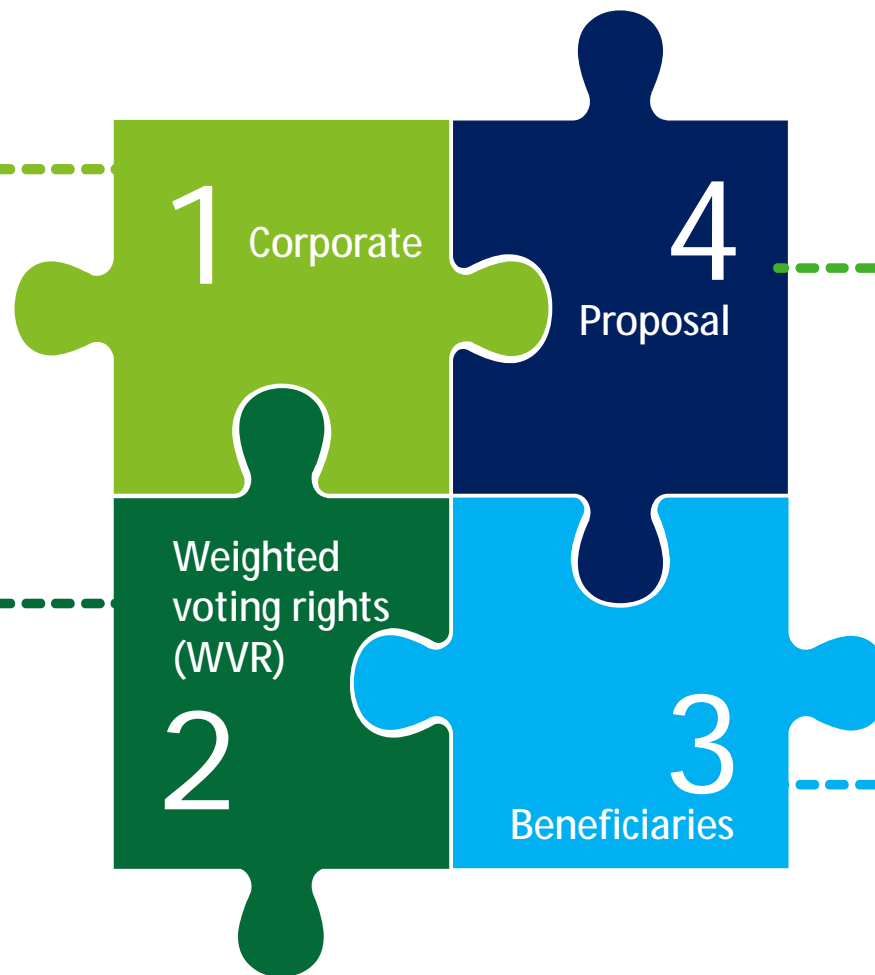 1 Corporate
4
Proposal
Weighted
voting rights
(WVR)
2
3
Beneficiaries